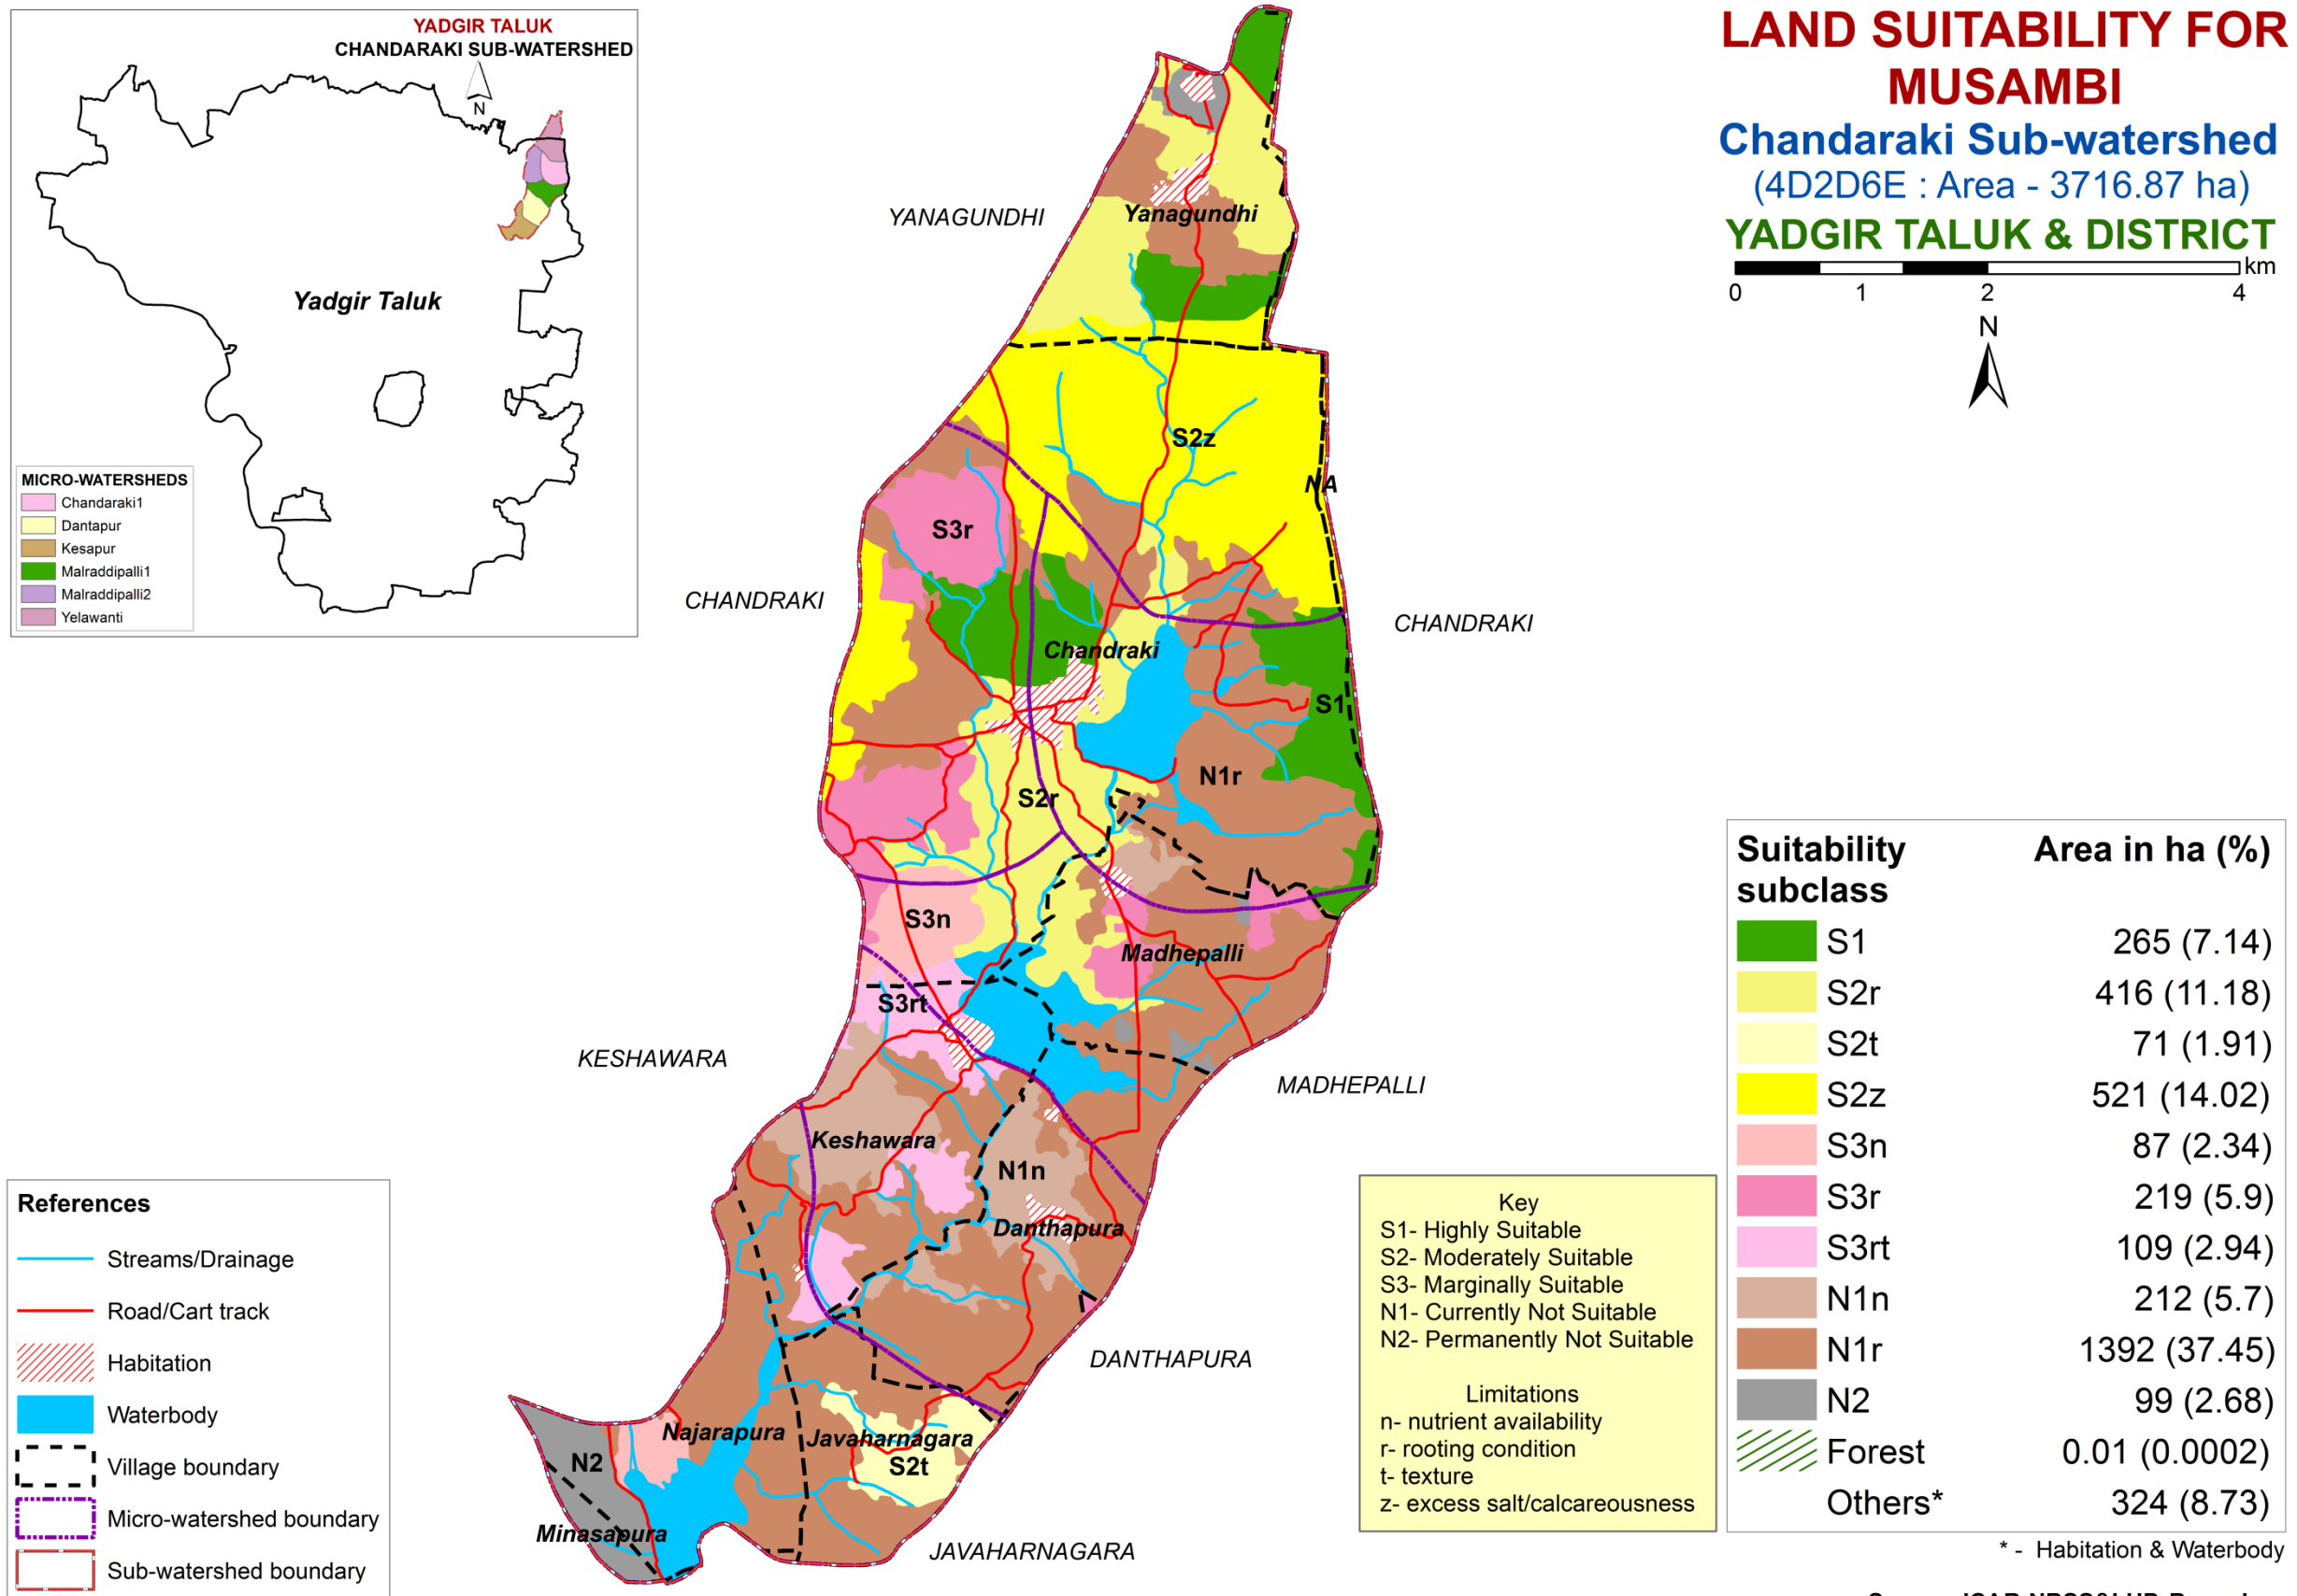 YADGIR TALUK
CHANDARAKI SUB-WATERSHED
N
Yadgir Taluk
MICRO-WATERSHEDS
Chandaraki1
Dantapur
Kesapur
Malraddipalli1
Malraddipalli2
Yelawanti
LAND SUITABILITY FOR
MUSAMBI
Chandaraki Sub-watershed
(4D2D6E : Area - 3716.87 ha)
YADGIR TALUK & DISTRICT
km
0 1 2 4
N
YANAGUNDHI
Yanagundhi
S2z
NA
S3r
CHANDRAKI
CHANDRAKI
Chandraki
S1
N1r
S2r
S3n
Madhepalli
S3rt
KESHAWARA
MADHEPALLI
Keshawara
N1n
Danthapura
DANTHAPURA
Najarapura
Javaharnagara
N2
S2t
Minasapura
JAVAHARNAGARA
References
Streams/Drainage
Road/Cart track
Habitation
Waterbody
Village boundary
Micro-watershed boundary
Sub-watershed boundary
Key
S1- Highly Suitable
S2- Moderately Suitable
S3- Marginally Suitable
N1- Currently Not Suitable
N2- Permanently Not Suitable
Limitations
n- nutrient availability
r- rooting condition
t- texture
z- excess salt/calcareousness
Suitability Area in ha (%)
subclass
S1 265 (7.14)
S2r 416 (11.18)
S2t 71 (1.91)
S2z 521 (14.02)
S3n 87 (2.34)
S3r 219 (5.9)
S3rt 109 (2.94)
N1n 212 (5.7)
N1r 1392 (37.45)
N2 99 (2.68)
Forest 0.01 (0.0002)
Others* 324 (8.73)
* - Habitation & Waterbody